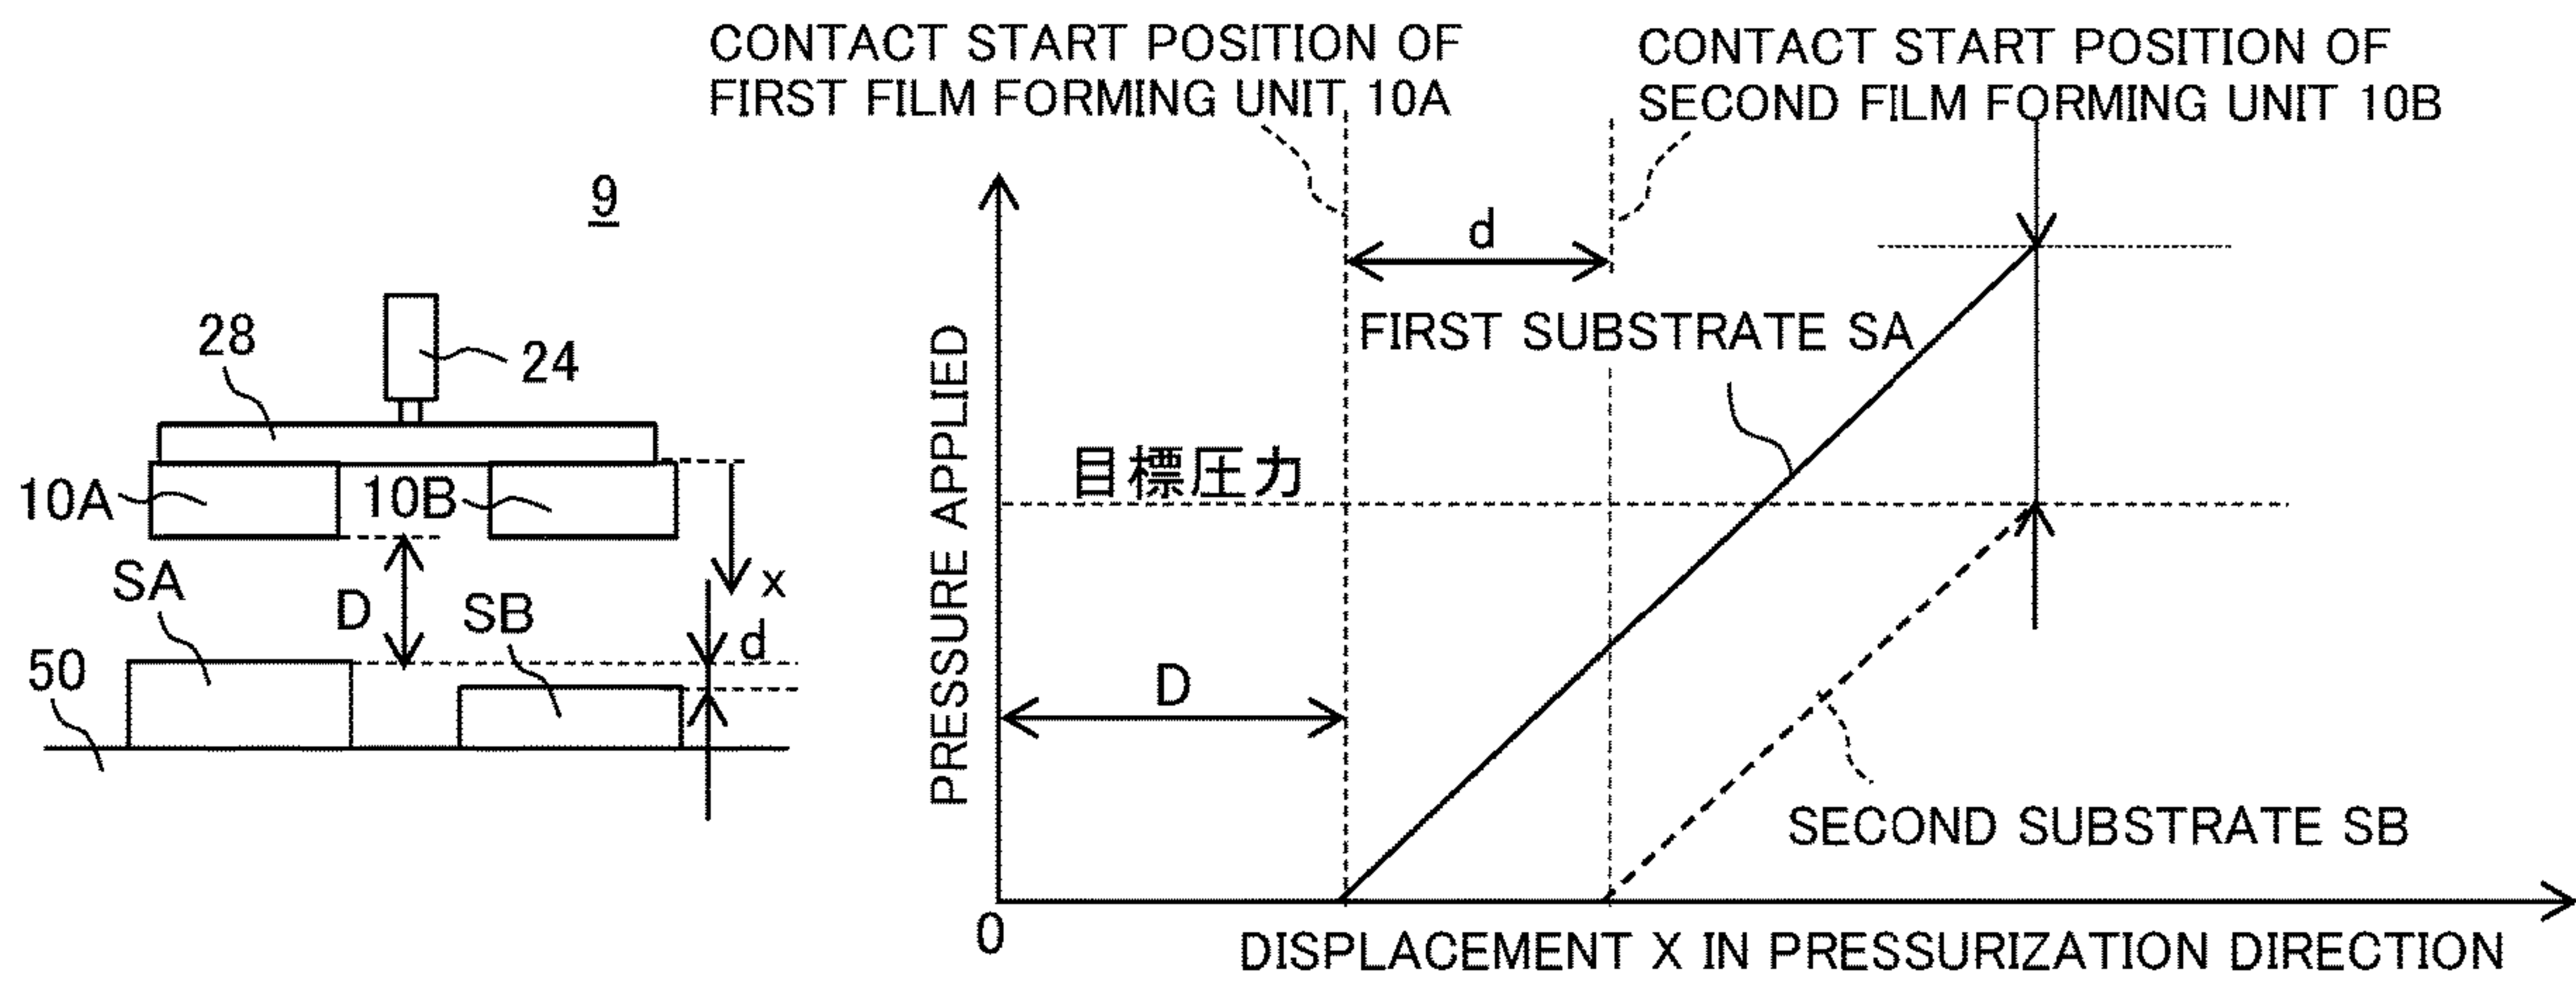 CONTACT START POSITION OF
FIRST FILM FORMING UNIT 10A
CONTACT START POSITION OF
SECOND FILM FORMING UNIT 10B
9
d
28
24
FIRST SUBSTRATE SA
PRESSURE APPLIED
目標圧力
10A
10B
SA
x
D
SB
d
50
D
SECOND SUBSTRATE SB
0
DISPLACEMENT X IN PRESSURIZATION DIRECTION